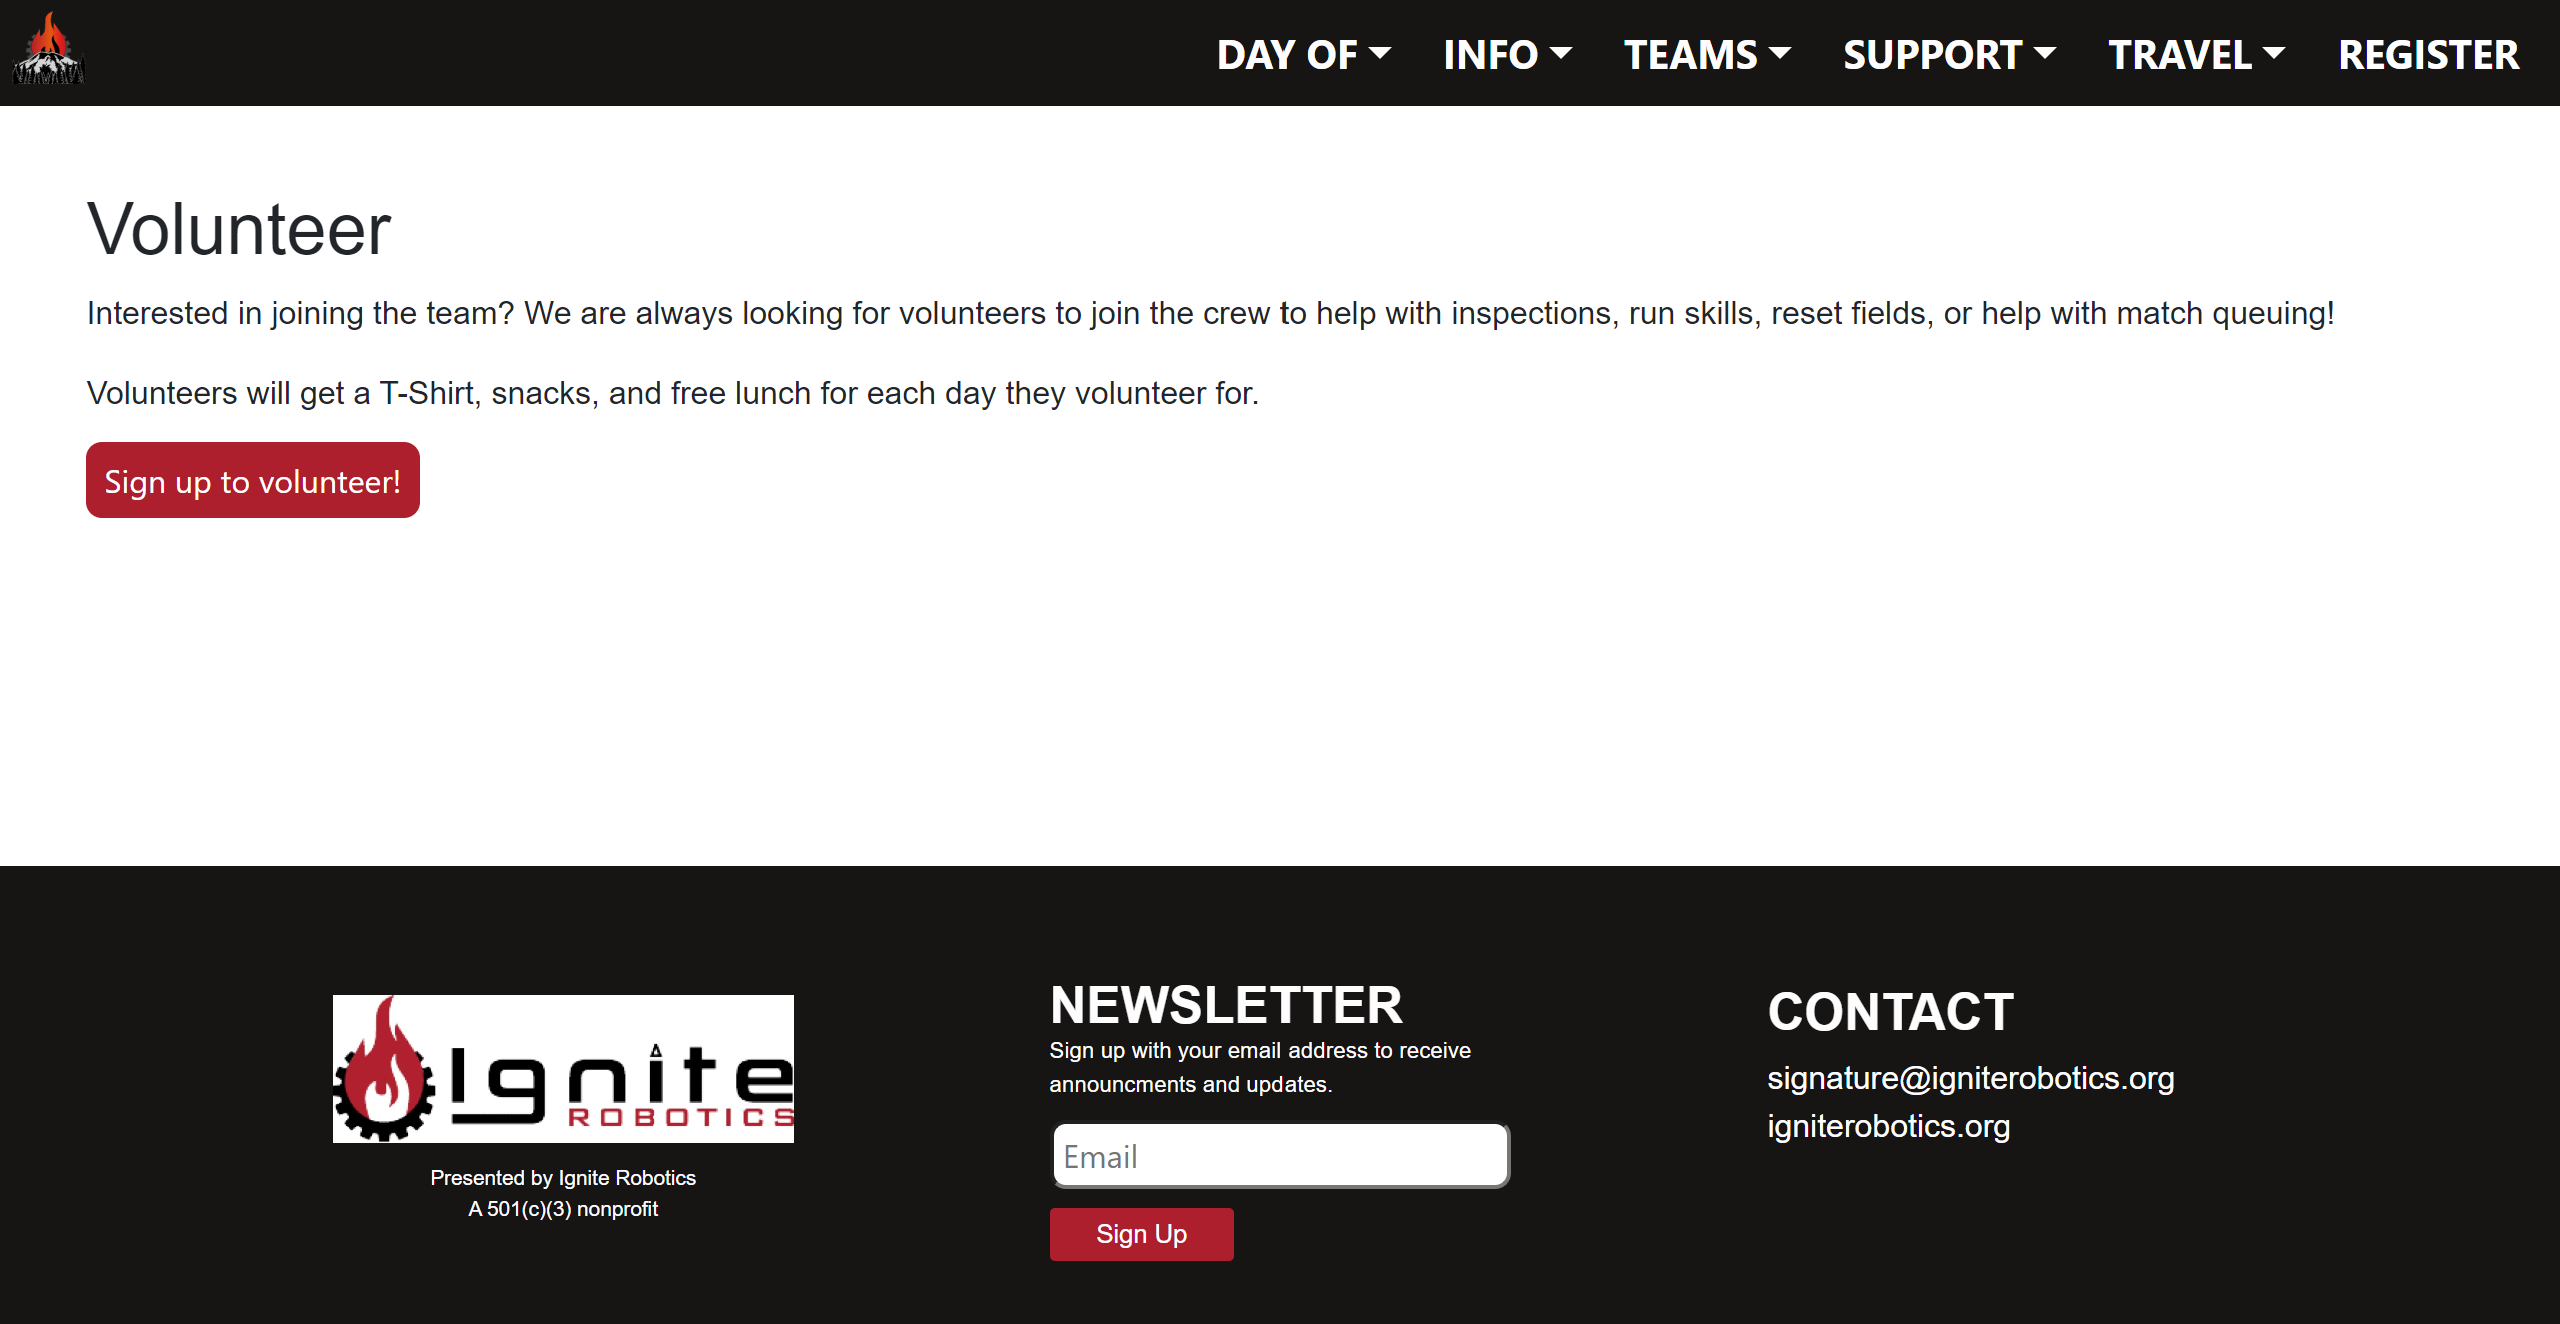 DAY OF INFO TEAMS SUPPORT TRAVEL REGISTER
Volunteer
Interested in joining the team? We are always looking for volunteers to join the crew to help with inspections, run skills, reset fields, or help with match queuing!
Volunteers will get a T-Shirt, snacks, and free lunch for each day they volunteer for.
Sign up to volunteer!
Ignite
ROBOTICS
Presented by Ignite Robotics
A 501(c)(3) nonprofit
NEWSLETTER
Sign up with your email address to receive
announcments and updates.
Email
Sign Up
CONTACT
signature@igniterobotics.org
igniterobotics.org